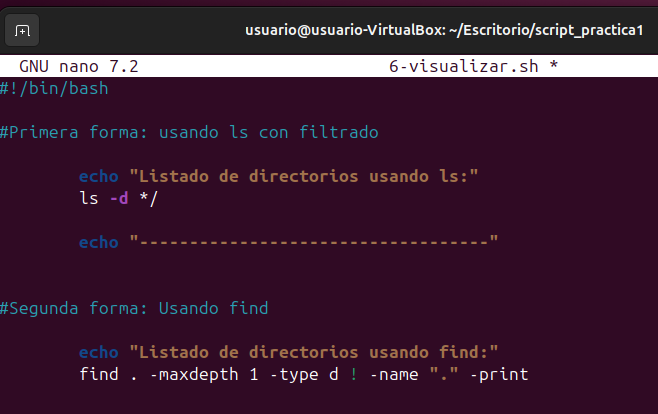 usuario@usuario-VirtualBox: ~/Escritorio/script_practica1
GNU nano 7.2 6-visualizar.sh *
#!/bin/bash
#Primera forma: usando ls con filtrado
echo "Listado de directorios usando ls:"
ls -d */
echo "-----------------------------------"
#Segunda forma: Usando find
echo "Listado de directorios usando find:"
find . -maxdepth 1 -type d ! -name "." -print